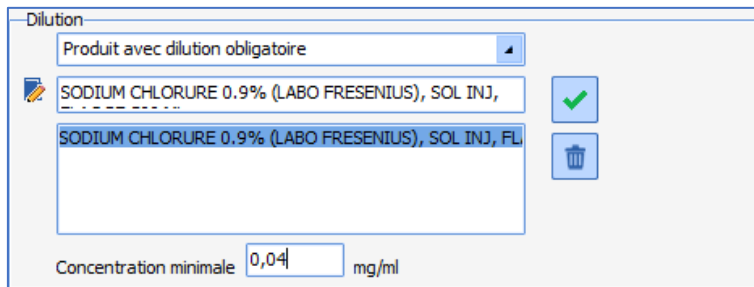 Dilution
Produit avec dilution obligatoire
SODIUM CHLORURE 0.9% (LABO FRESENIUS), SOL INJ,
SODIUM CHLORURE 0.9% (LABO FRESENIUS), SOL INJ, FL
Concentration minimale 0,04 mg/ml